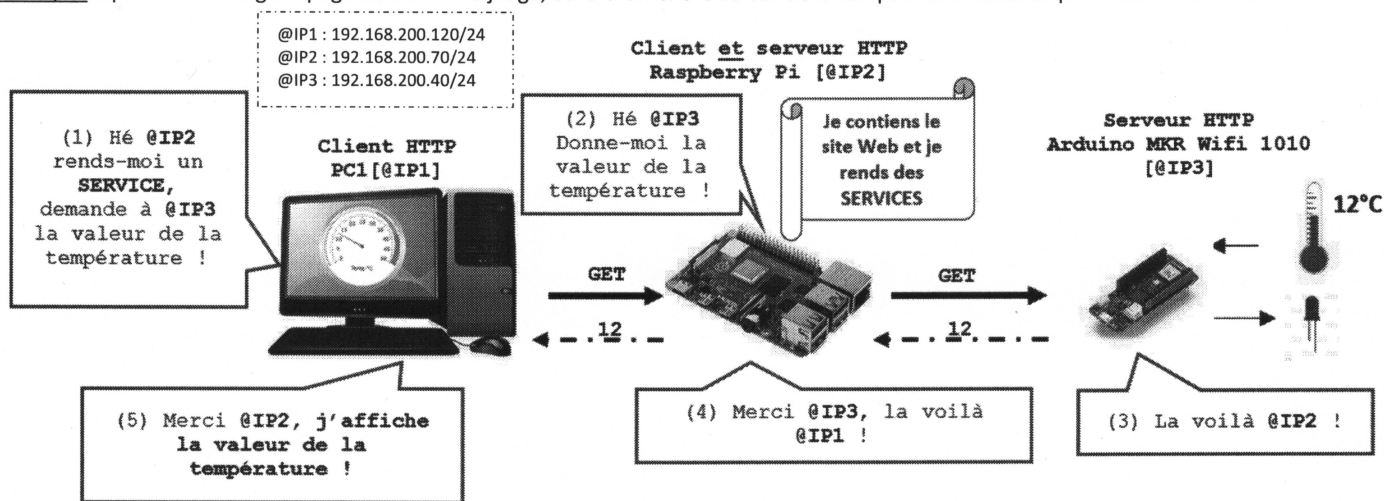 @IP1 : 192.168.200.120/24
@IP2 : 192.168.200.70/24
@IP3 : 192.168.200.40/24
Client et serveur HTTP
Raspberry Pi [@IP2]
(1) Hé @IP2
rends-moi un
SERVICE,
demande à @IP3
la valeur de la
température !
Client HTTP
PC1[@IP1]
(2) Hé @IP3
Donne-moi la
valeur de la
température !
Je contiens le
site Web et je
rends des
SERVICES
Serveur HTTP
Arduino MKR Wifi 1010
[@IP3]
12°C
GET
12
GET
12
(5) Merci @IP2, j'affiche
la valeur de la
température !
(4) Merci @IP3, la voilà
@IP1 !
(3) La voilà @IP2 !